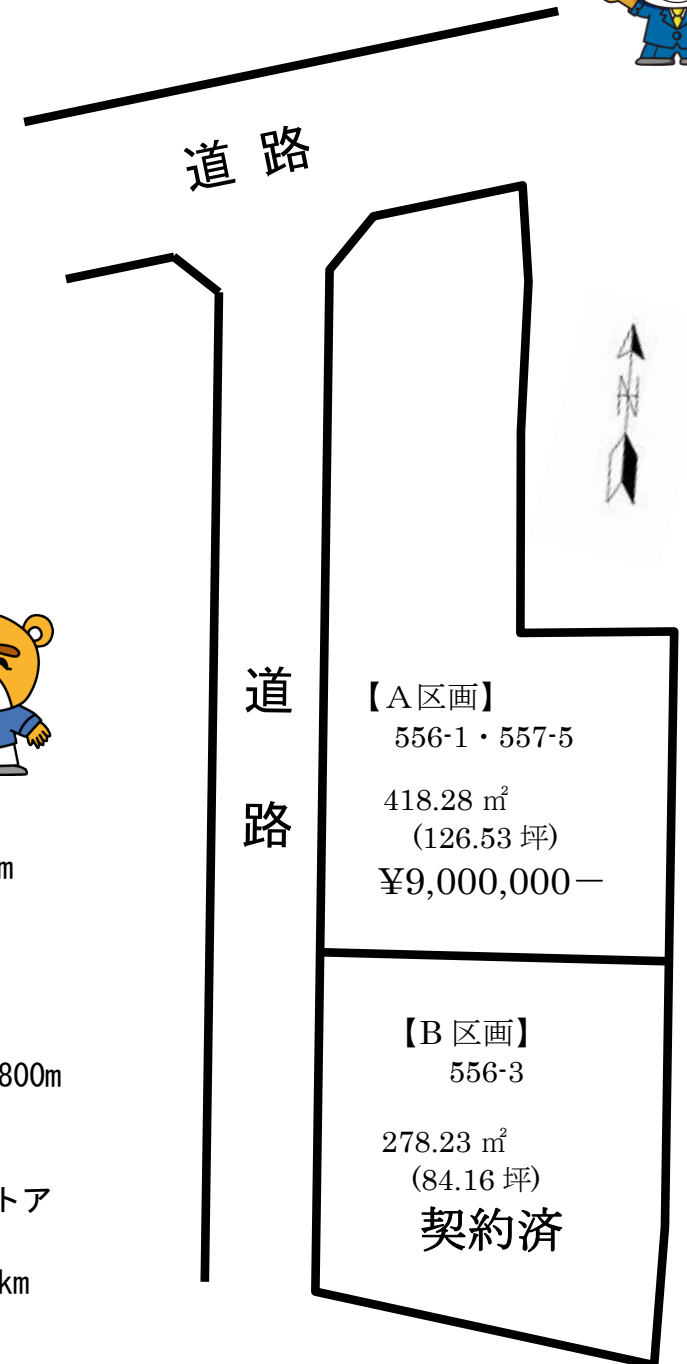 道路
道
路
【A区画】
556-1・557-5
418.28 ㎡
(126.53 坪)
¥9,000,000－
m
【B 区画】
556-3
800m
278.23 ㎡
(84.16 坪)
契約済
トア
km
N